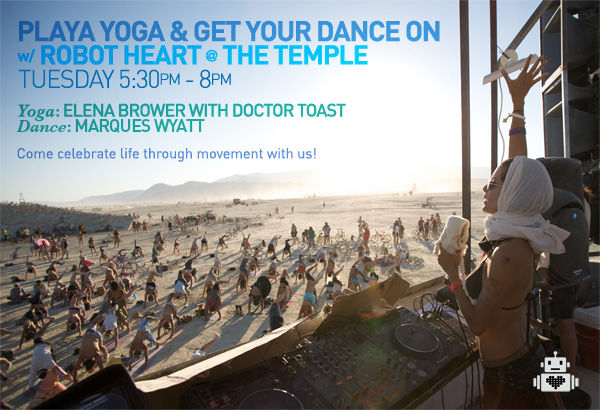 PLAYA YOGA & GET YOUR DANCE ON
w/ ROBOT HEART @ THE TEMPLE
TUESDAY 5:30PM - 8PM
Yoga: ELENA BROWER WITH DOCTOR TOAST
Dance: MARQUES WYATT
Come celebrate life through movement with us!